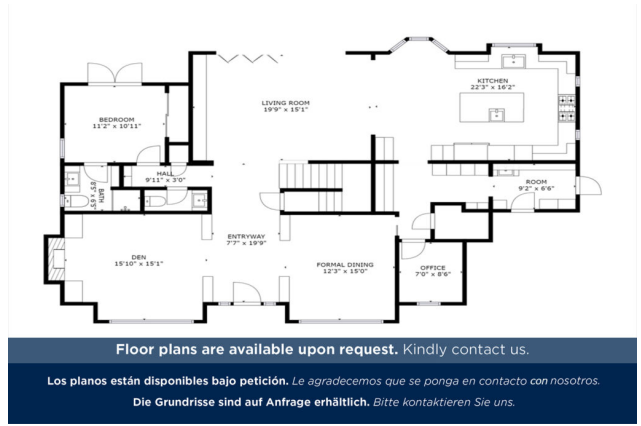 KITCHEN
22'3" x 16'2"
LIVING ROOM
19'9" x 15'1"
BEDROOM
11'2" x 10'11"
HALL
9'11" x 3'0"
ROOM
9'2" x 6'6"
BATH
8'5" x 6'5"
ENTRYWAY
7'7" x 19'9"
DEN
15'10" x 15'1"
FORMAL DINING
12'3" x 15'0"
OFFICE
7'0" x 8'6"
Floor plans are available upon request. Kindly contact us.
Los planos están disponibles bajo petición. Le agradecemos que se ponga en contacto con nosotros.
Die Grundrisse sind auf Anfrage erhältlich. Bitte kontaktieren Sie uns.